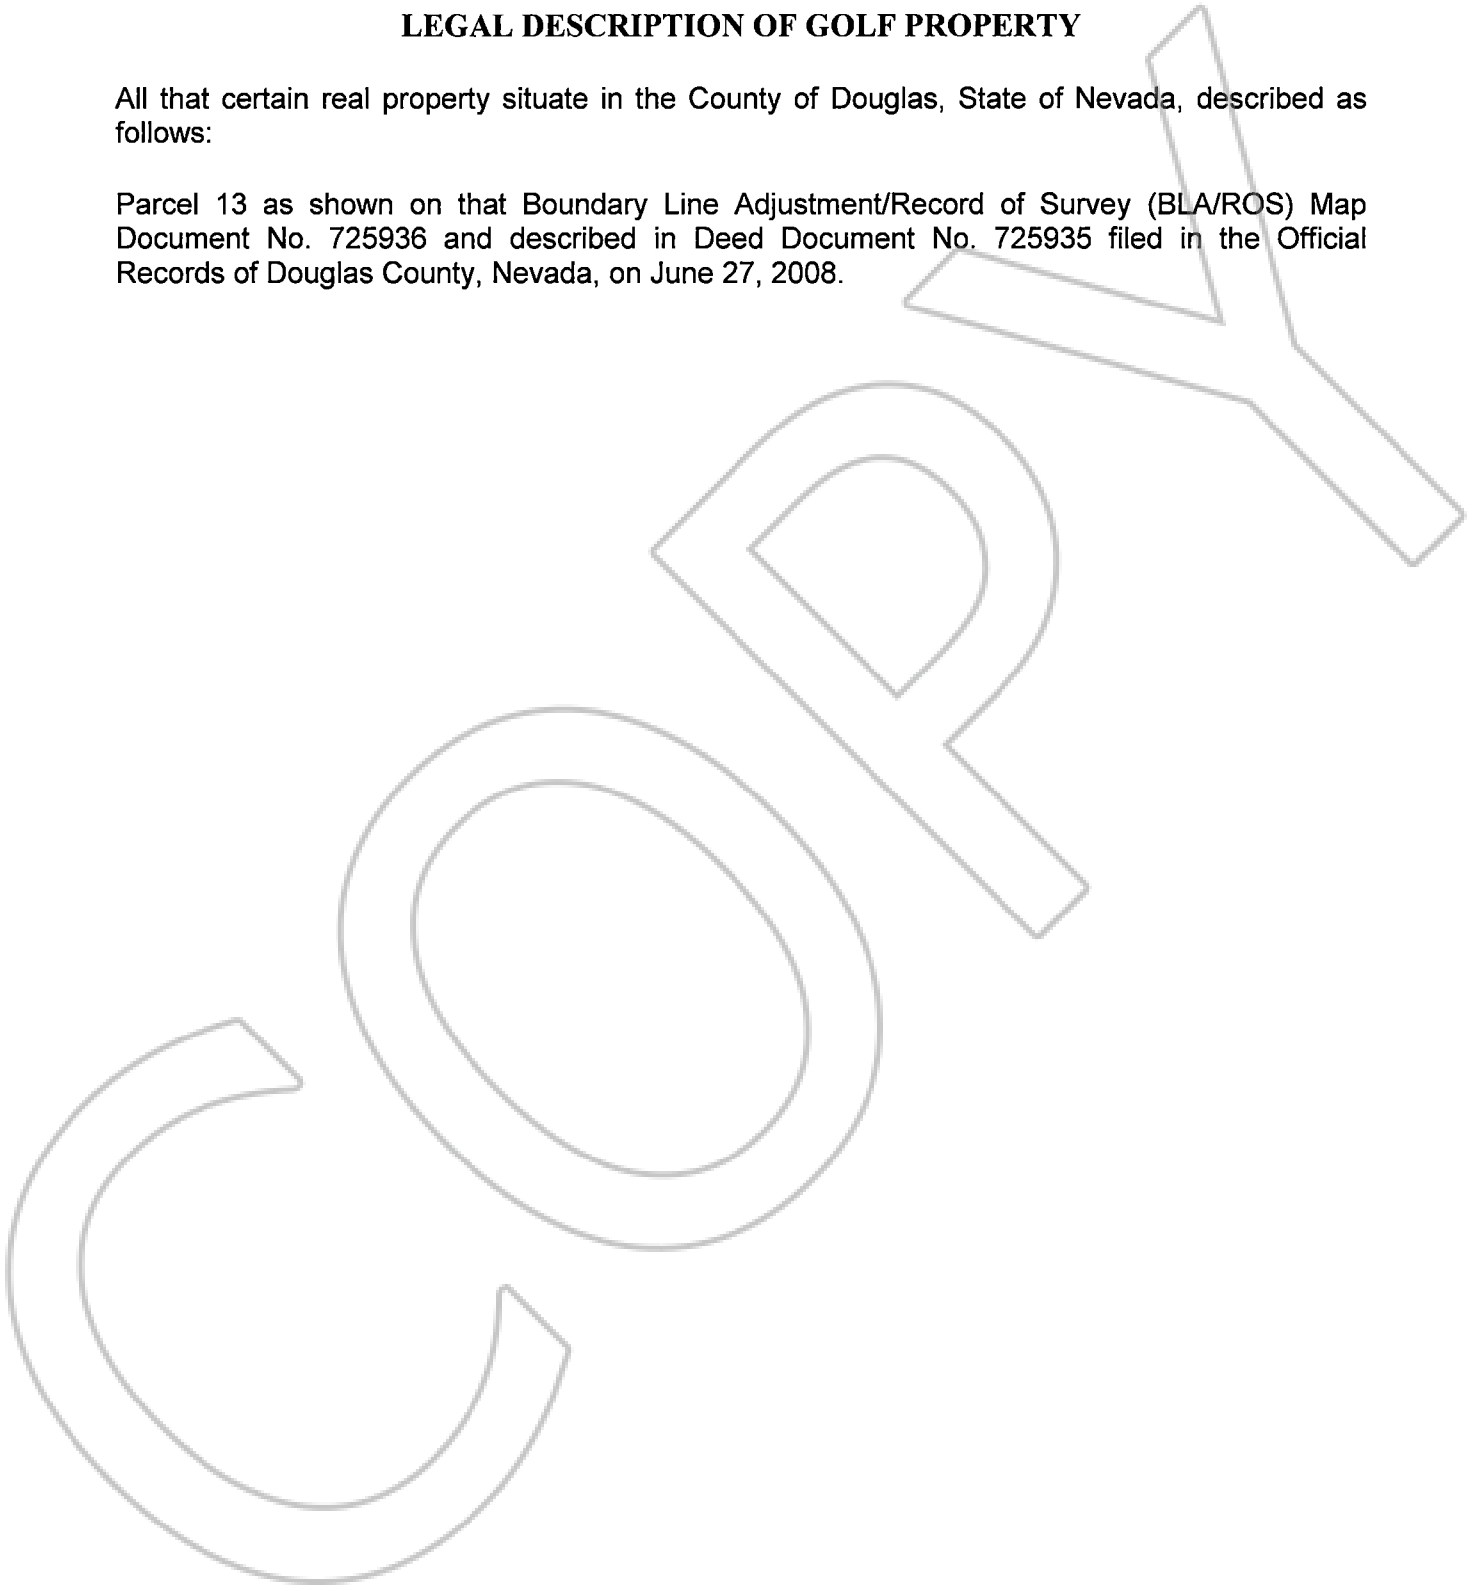 LEGAL DESCRIPTION OF GOLF PROPERTY
All that certain real property situate in the County of Douglas, State of Nevada, described as
follows:
Parcel 13 as shown on that Boundary Line Adjustment/Record of Survey (BLA/ROS) Map
Document No. 725936 and described in Deed Document No. 725935 filed in the Official
Records of Douglas County, Nevada, on June 27, 2008.
COPY